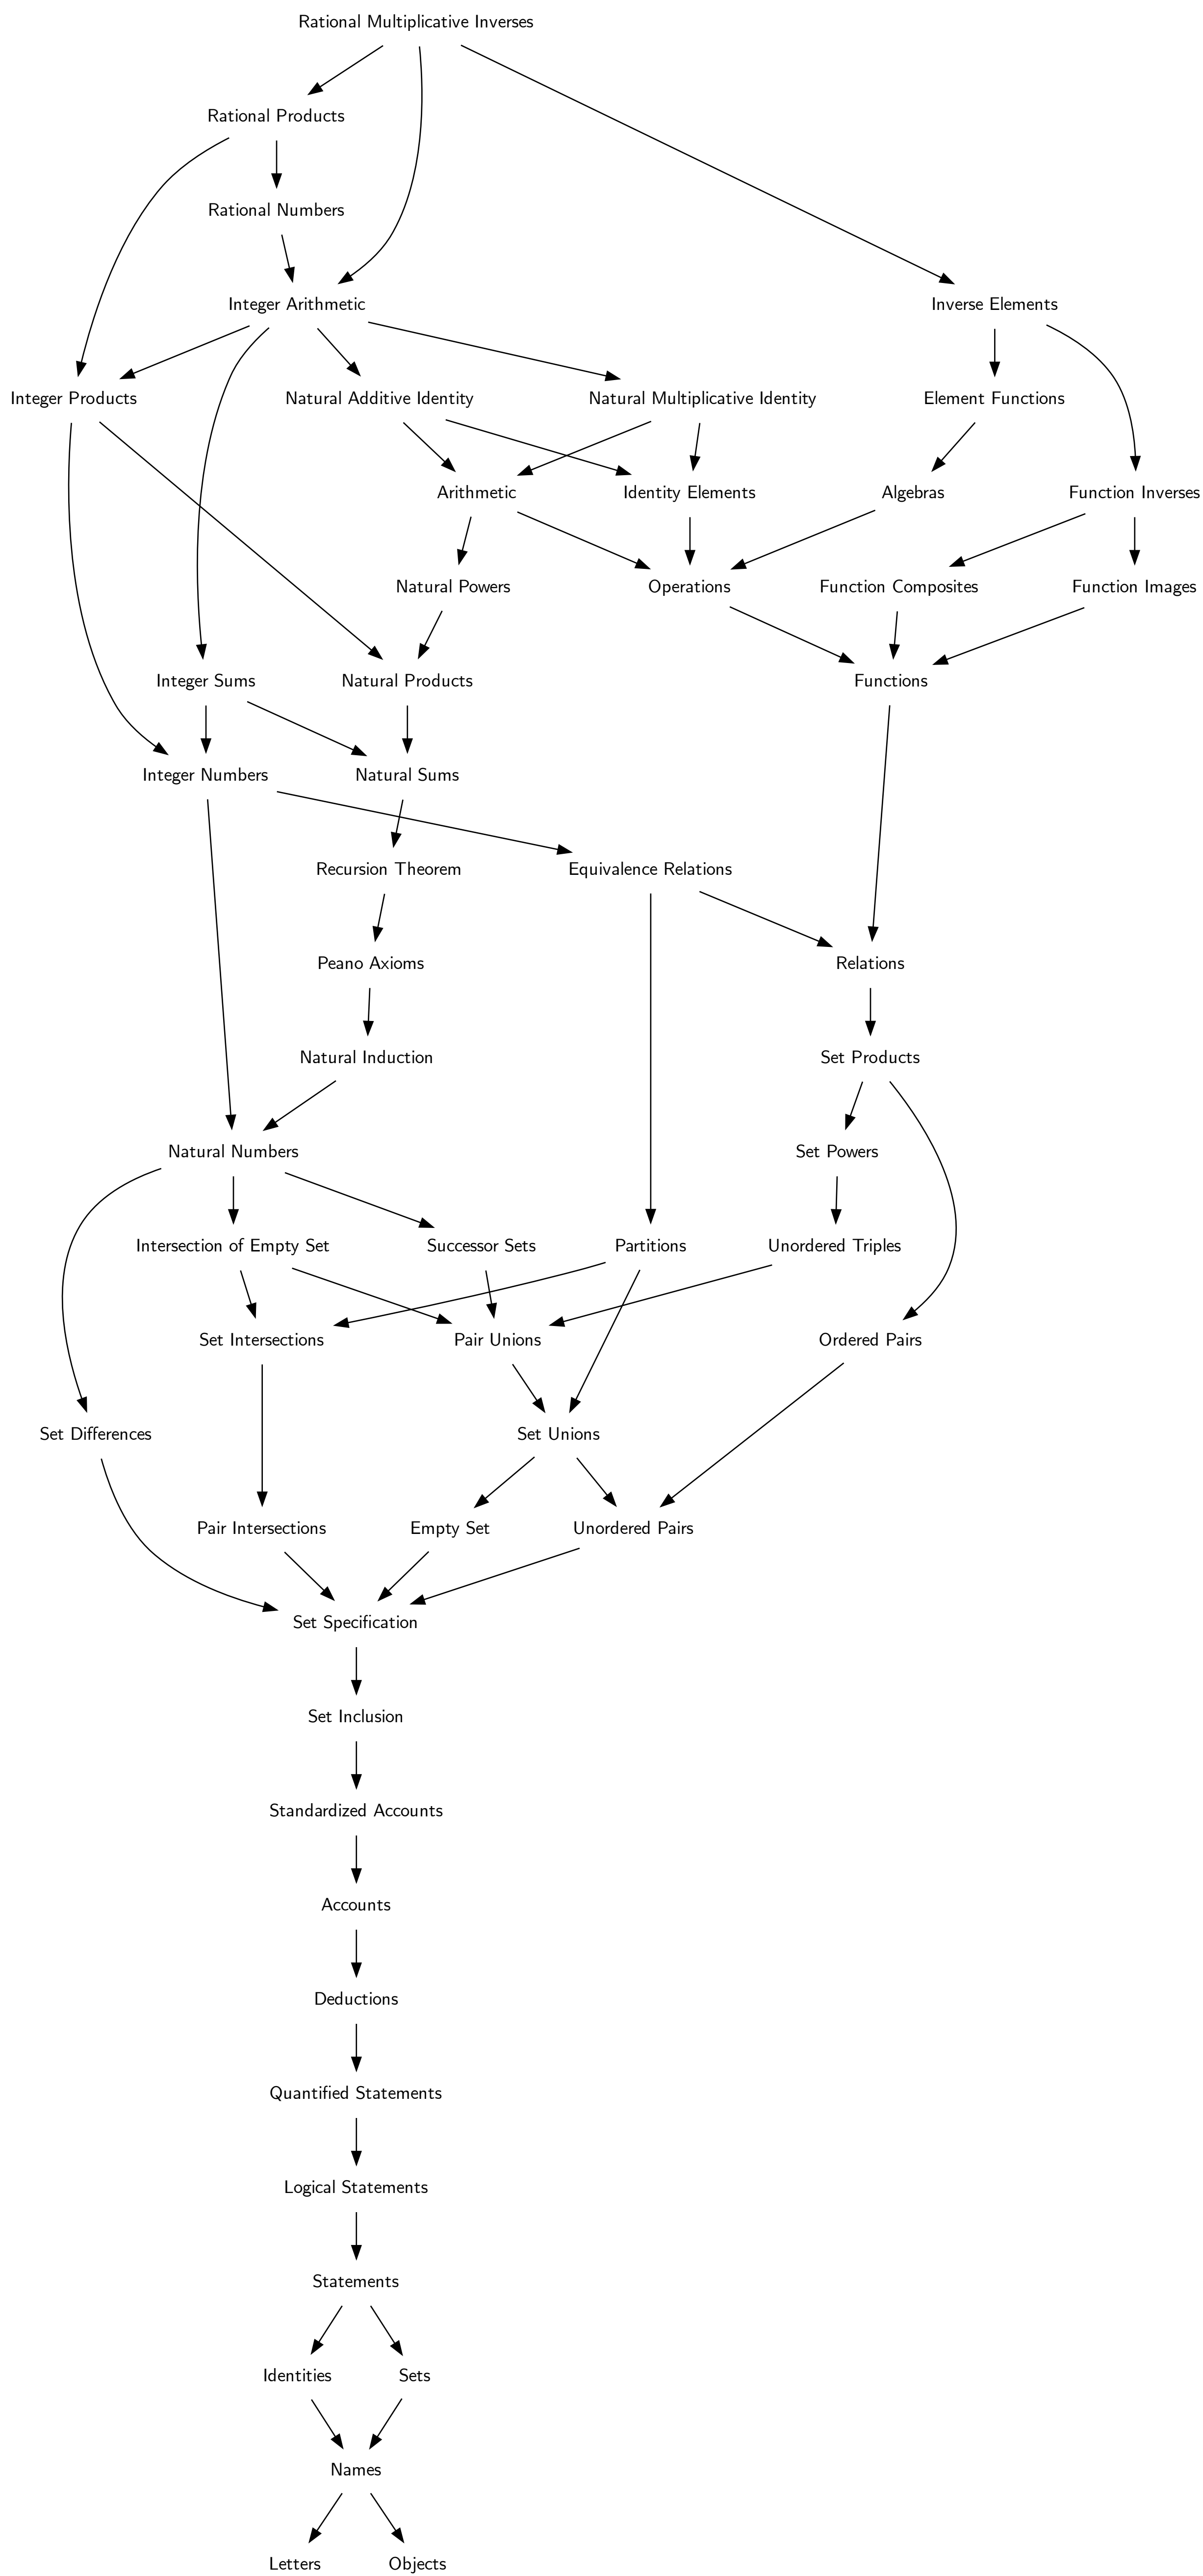 Rational Multiplicative Inverses
Rational Products
Rational Numbers
Integer Arithmetic
Inverse Elements
Integer Products
Natural Additive Identity
Natural Multiplicative Identity
Element Functions
Arithmetic
Identity Elements
Algebras
Function Inverses
Natural Powers
Operations
Function Composites
Function Images
Integer Sums
Natural Products
Functions
Integer Numbers
Natural Sums
Recursion Theorem
Equivalence Relations
Peano Axioms
Relations
Natural Induction
Set Products
Natural Numbers
Set Powers
Intersection of Empty Set
Successor Sets
Partitions
Unordered Triples
Set Intersections
Pair Unions
Ordered Pairs
Set Differences
Set Unions
Pair Intersections
Empty Set
Unordered Pairs
Set Specification
Set Inclusion
Standardized Accounts
Accounts
Deductions
Quantified Statements
Logical Statements
Statements
Identities
Sets
Names
Letters
Objects